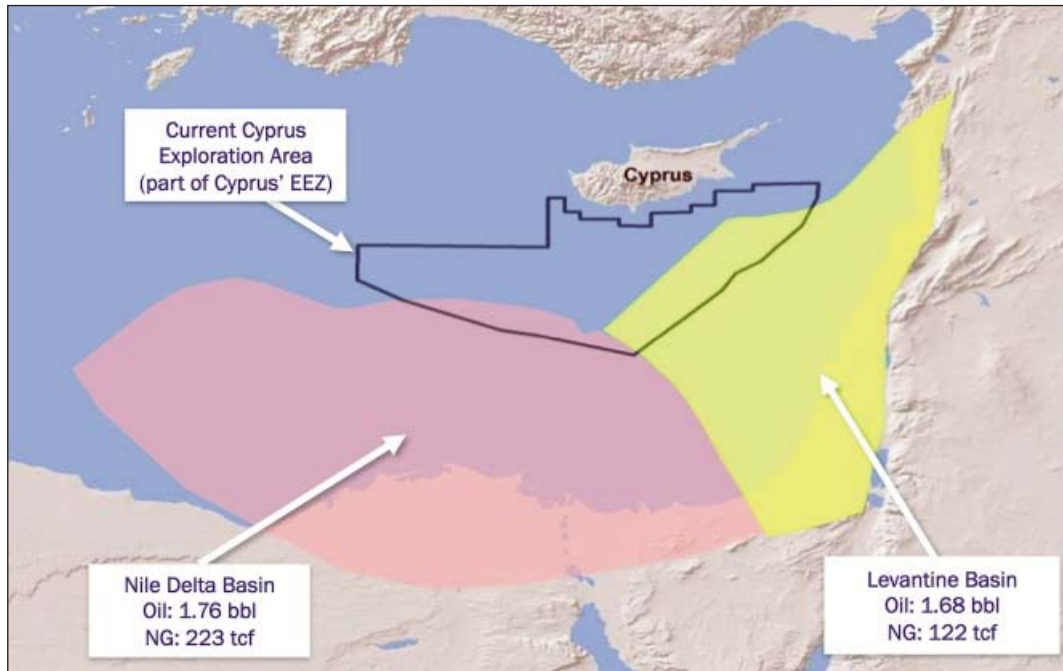 Current Cyprus
Exploration Area
(part of Cyprus’ EEZ)
Cyprus
Nile Delta Basin
Oil: 1.76 bbl
NG: 223 tcf
Levantine Basin
Oil: 1.68 bbl
NG: 122 tcf